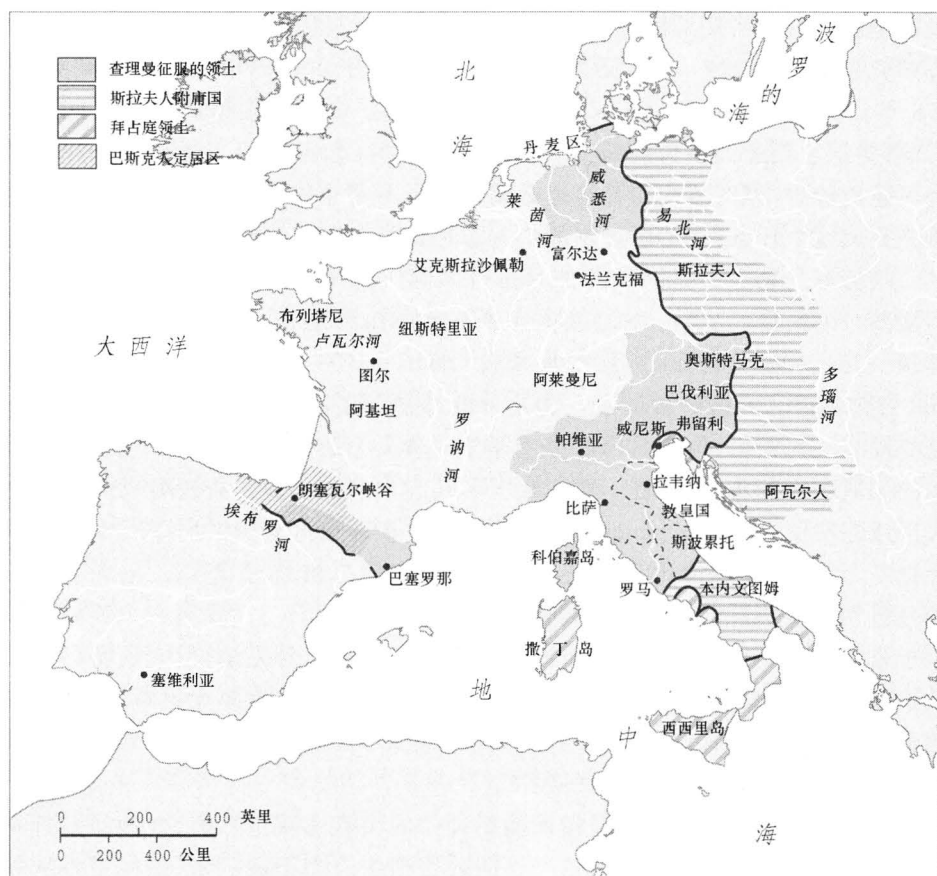 查理曼征服的领土
斯拉夫人附庸国
拜占庭领土
巴斯克人定居区
北海
波罗的海
丹麦区
莱茵河
威悉河
易北河
艾克斯拉沙佩勒
富尔达
法兰克福
斯拉夫人
布列塔尼
纽斯特里亚
卢瓦尔河
大西洋
图尔
阿基坦
阿莱曼尼
奥斯特马克
巴伐利亚
多瑙河
罗讷河
威尼斯
弗留利
帕维亚
朗塞瓦尔峡谷
拉韦纳
阿瓦尔人
比萨
教皇国
埃布罗河
斯波累托
科伯嘉岛
巴塞罗那
罗马
本内文图姆
撒丁岛
塞维利亚
西西里岛
地中海
0 200 400 英里
0 200 400 公里